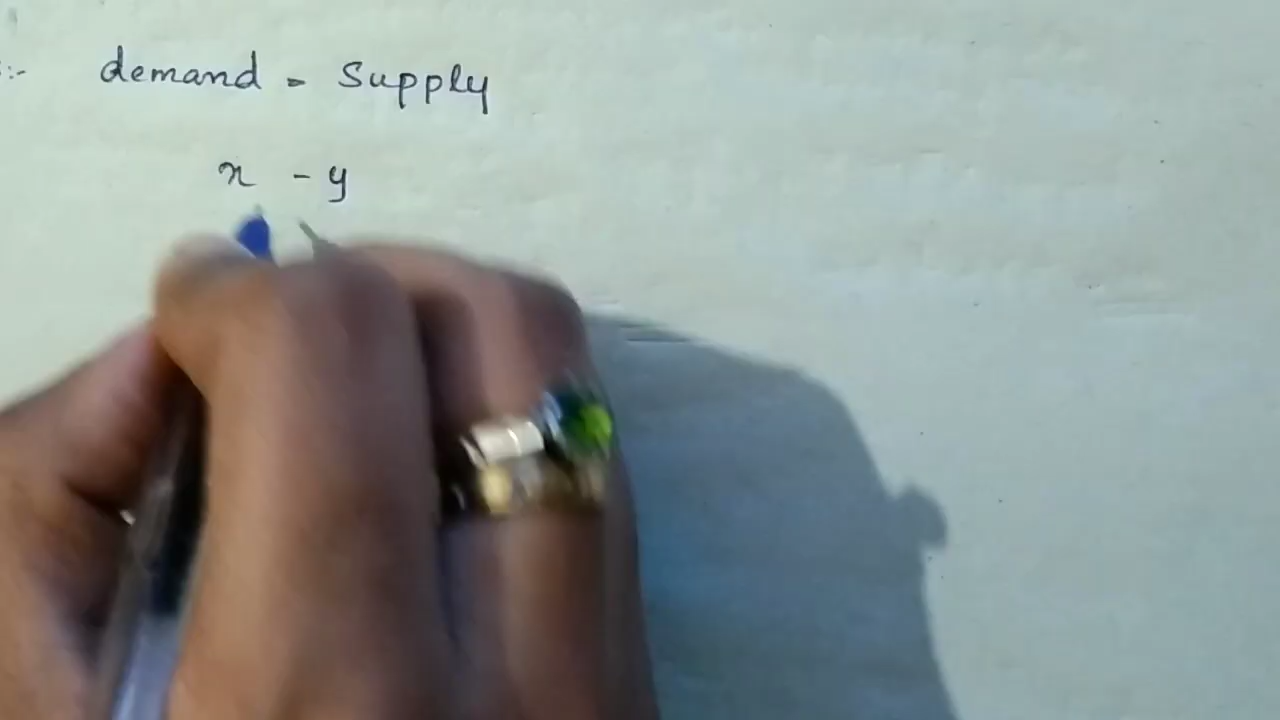 :- demand = Supply
x - y